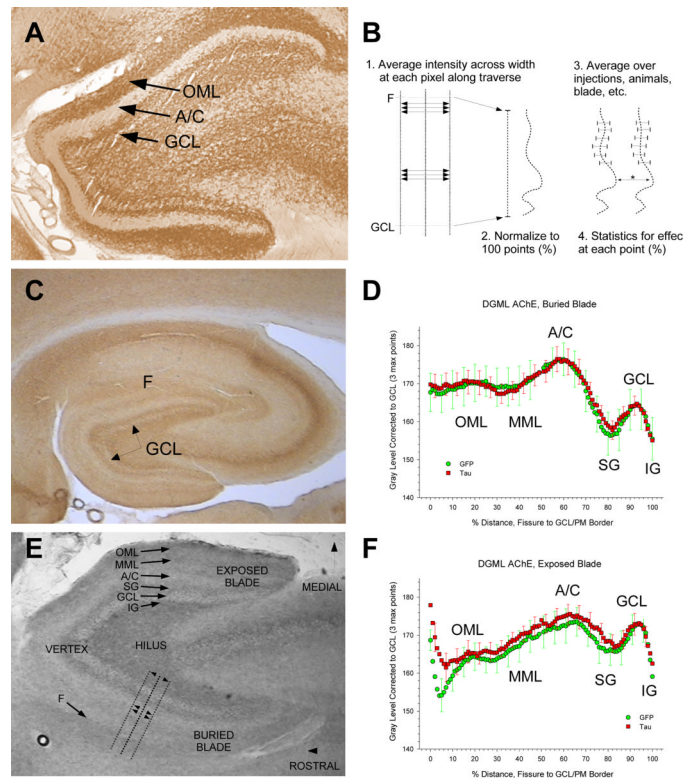 A
OML
A/C
GCL
B
1. Average intensity across width
at each pixel along traverse
F
GCL
2. Normalize to
100 points (%)
3. Average over
injections, animals,
blade, etc.
*
4. Statistics for effec
at each point (%)
C
F
GCL
D
DGML AChE, Buried Blade
Gray Level Corrected to GCL (3 max points)
180
170
160
150
140
A/C
GCL
OML
MML
SG
IG
GFP
Tau
0 10 20 30 40 50 60 70 80 90 100
% Distance, Fissure to GCL/PM Border
E
OML
MML
A/C
SG
GCL
IG
EXPOSED
BLADE
MEDIAL
VERTEX
HILUS
F
BURIED
BLADE
ROSTRAL
F
DGML AChE, Exposed Blade
Gray Level Corrected to GCL (3 max points)
180
170
160
150
140
A/C
GCL
OML
MML
SG
IG
GFP
Tau
0 10 20 30 40 50 60 70 80 90 100
% Distance, Fissure to GCL/PM Border